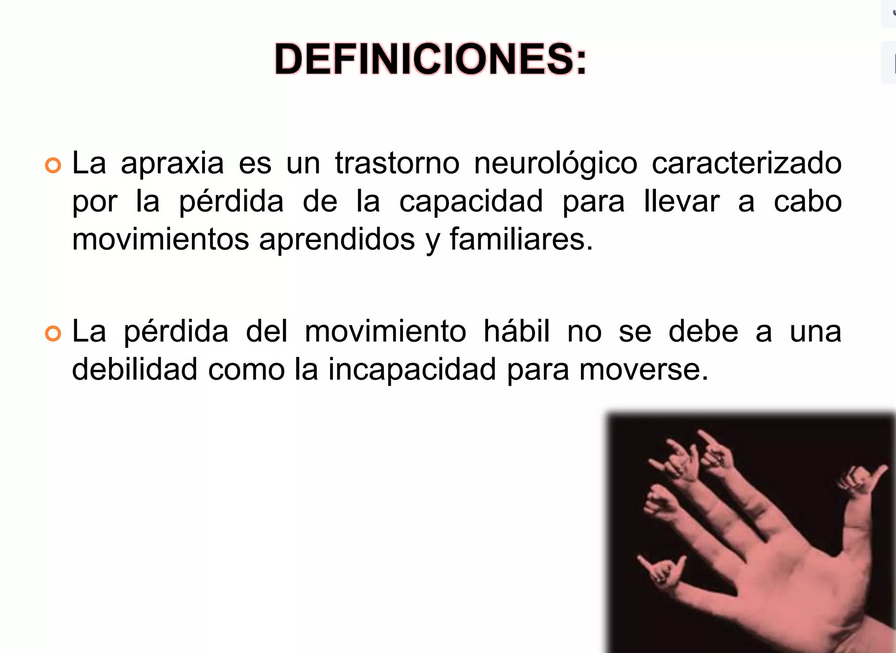 DEFINICIONES:
La apraxia es un trastorno neurológico caracterizado
por la pérdida de la capacidad para llevar a cabo
movimientos aprendidos y familiares.
La pérdida del movimiento hábil no se debe a una
debilidad como la incapacidad para moverse.